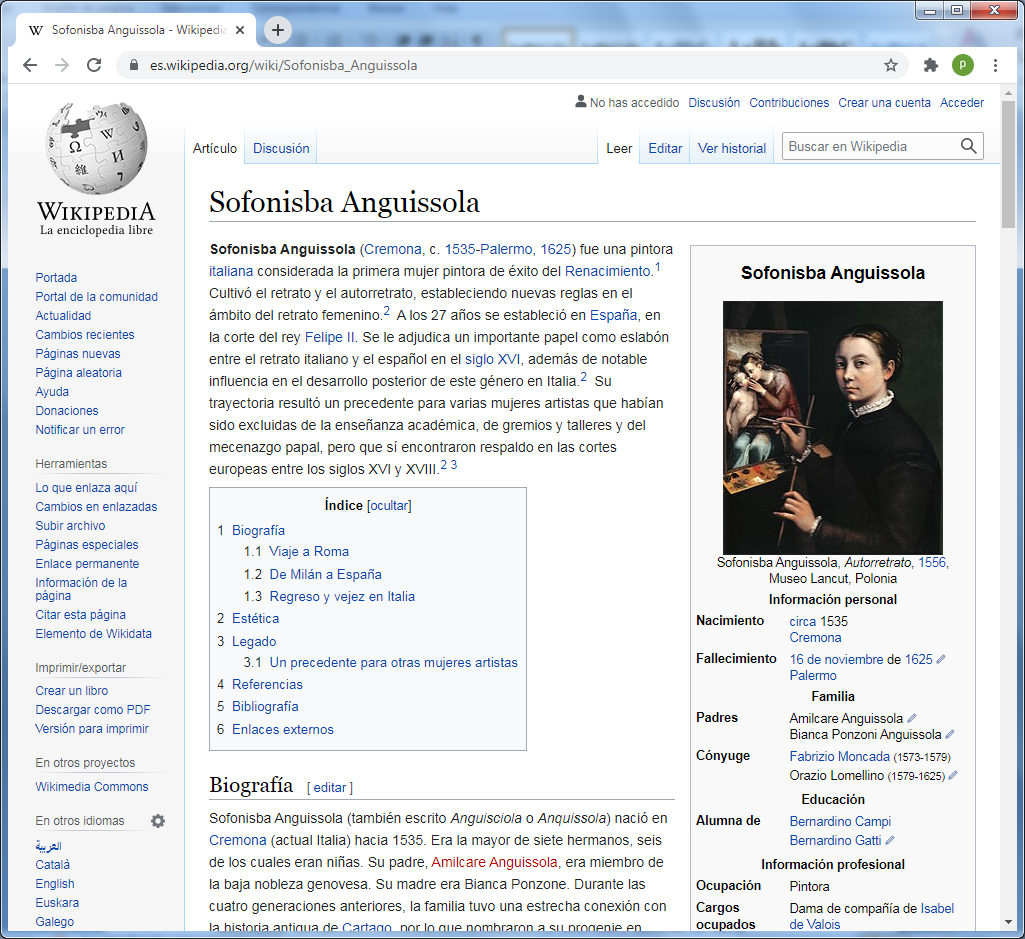 Sofonisba Anguissola - Wikipedia
es.wikipedia.org/wiki/Sofonisba_Anguissola
P
No has accedido Discusión Contribuciones Crear una cuenta Acceder
WIKIPEDIA
La enciclopedia libre
Artículo Discusión Leer Editar Ver historial Buscar en Wikipedia
Portada
Portal de la comunidad
Actualidad
Cambios recientes
Páginas nuevas
Página aleatoria
Ayuda
Donaciones
Notificar un error
Herramientas
Lo que enlaza aquí
Cambios en enlazadas
Subir archivo
Páginas especiales
Enlace permanente
Información de la
página
Citar esta página
Elemento de Wikidata
Imprimir/exportar
Crear un libro
Descargar como PDF
Versión para imprimir
En otros proyectos
Wikimedia Commons
En otros idiomas
العربية
Català
English
Euskara
Galego
Sofonisba Anguissola
Sofonisba Anguissola (Cremona, c. 1535-Palermo, 1625) fue una pintora
italiana considerada la primera mujer pintora de éxito del Renacimiento.1
Cultivó el retrato y el autorretrato, estableciendo nuevas reglas en el
ámbito del retrato femenino.2 A los 27 años se estableció en España, en
la corte del rey Felipe II. Se le adjudica un importante papel como eslabón
entre el retrato italiano y el español en el siglo XVI, además de notable
influencia en el desarrollo posterior de este género en Italia.2 Su
trayectoria resultó un precedente para varias mujeres artistas que habían
sido excluidas de la enseñanza académica, de gremios y talleres y del
mecenazgo papal, pero que sí encontraron respaldo en las cortes
europeas entre los siglos XVI y XVIII.2 3
Índice [ocultar]
1 Biografía
1.1 Viaje a Roma
1.2 De Milán a España
1.3 Regreso y vejez en Italia
2 Estética
3 Legado
3.1 Un precedente para otras mujeres artistas
4 Referencias
5 Bibliografía
6 Enlaces externos
Biografía [ editar ]
Sofonisba Anguissola (también escrito Anguisciola o Anquissola) nació en
Cremona (actual Italia) hacia 1535. Era la mayor de siete hermanos, seis
de los cuales eran niñas. Su padre, Amilcare Anguissola, era miembro de
la baja nobleza genovesa. Su madre era Bianca Ponzone. Durante las
cuatro generaciones anteriores, la familia tuvo una estrecha conexión con
la historia antigua de Cartago, por lo que nombraron a su progenie en
Sofonisba Anguissola
Sofonisba Anguissola, Autorretrato, 1556,
Museo Lancut, Polonia
Información personal
Nacimiento circa 1535
Cremona
Fallecimiento 16 de noviembre de 1625
Palermo
Familia
Padres Amilcare Anguissola
Bianca Ponzoni Anguissola
Cónyuge Fabrizio Moncada (1573-1579)
Orazio Lomellino (1579-1625)
Educación
Alumna de Bernardino Campi
Bernardino Gatti
Información profesional
Ocupación Pintora
Cargos Dama de compañía de Isabel
ocupados de Valois